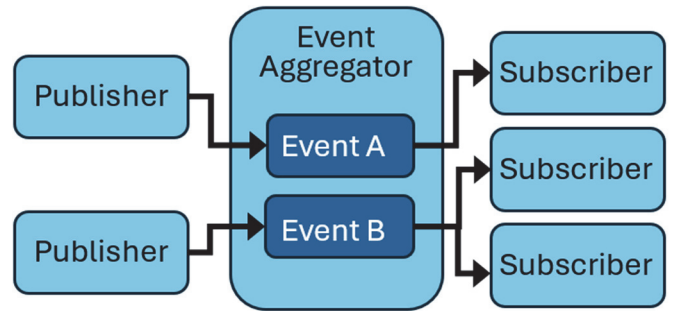 Event
Aggregator
Publisher
Event A
Subscriber
Subscriber
Publisher
Event B
Subscriber